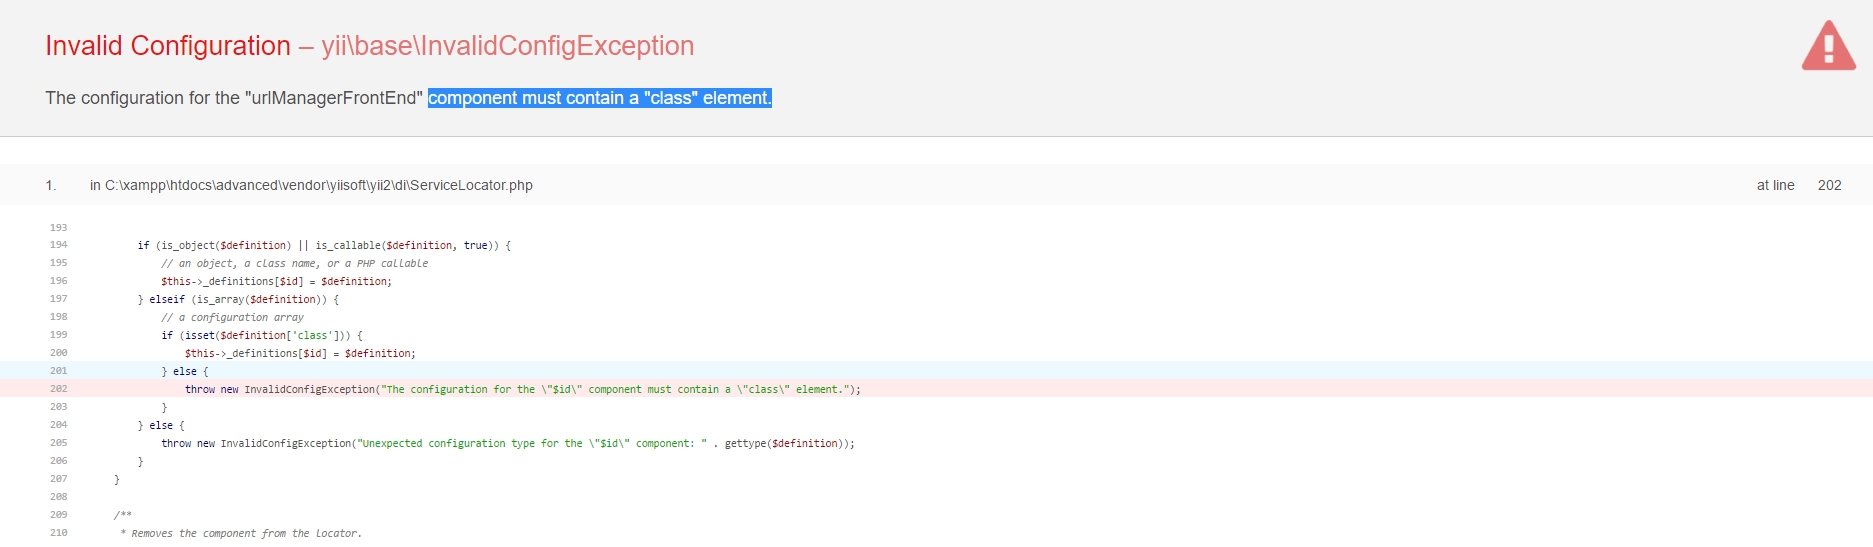 Invalid Configuration – yii\base\InvalidConfigException
The configuration for the "urlManagerFrontEnd" component must contain a "class" element.
1. in C:\xampp\htdocs\advanced\vendor\yiisoft\yii2\di\ServiceLocator.php at line 202
193
194 if (is_object($definition) || is_callable($definition, true)) {
195 // an object, a class name, or a PHP callable
196 $this->_definitions[$id] = $definition;
197 } elseif (is_array($definition)) {
198 // a configuration array
199 if (isset($definition['class'])) {
200 $this->_definitions[$id] = $definition;
201 } else {
202 throw new InvalidConfigException("The configuration for the \"$id\" component must contain a \"class\" element.");
203 }
204 } else {
205 throw new InvalidConfigException("Unexpected configuration type for the \"$id\" component: " . gettype($definition));
206 }
207 }
208
209 /**
210 * Removes the component from the locator.